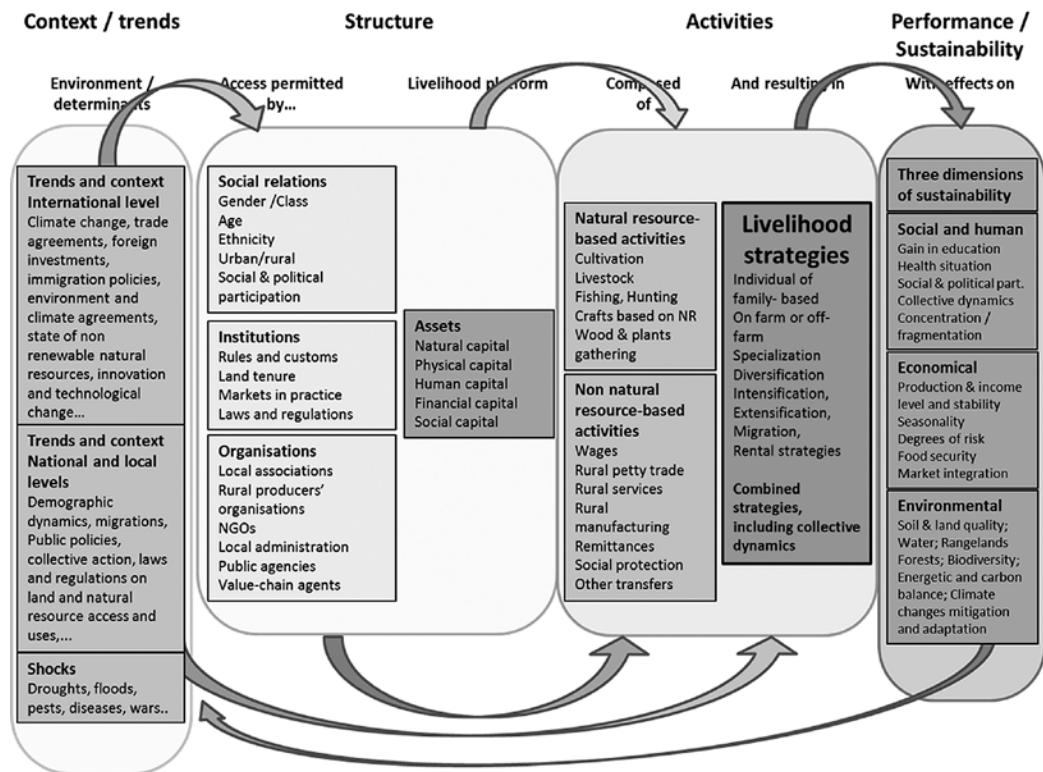 Context / trends
Structure
Activities
Performance /
Sustainability
Environment /
determinants
Access permitted
by...
Livelihood platform
Composed
of
And resulting in
With effects on
Trends and context
International level
Climate change, trade
agreements, foreign
investments,
immigration policies,
environment and
climate agreements,
state of non
renewable natural
resources, innovation
and technological
change...
Trends and context
National and local
levels
Demographic
dynamics, migrations,
Public policies,
collective action, laws
and regulations on
land and natural
resource access and
uses,...
Shocks
Droughts, floods,
pests, diseases, wars..
Social relations
Gender /Class
Age
Ethnicity
Urban/rural
Social & political
participation
Institutions
Rules and customs
Land tenure
Markets in practice
Laws and regulations
Organisations
Local associations
Rural producers'
organisations
NGOs
Local administration
Public agencies
Value-chain agents
Assets
Natural capital
Physical capital
Human capital
Financial capital
Social capital
Natural resource-
based activities
Cultivation
Livestock
Fishing, Hunting
Crafts based on NR
Wood & plants
gathering
Non natural
resource-based
activities
Wages
Rural petty trade
Rural services
Rural
manufacturing
Remittances
Social protection
Other transfers
Livelihood
strategies
Individual of
family- based
On farm or off-
farm
Specialization
Diversification
Intensification,
Extensification,
Migration,
Rental strategies
Combined
strategies,
including collective
dynamics
Three dimensions
of sustainability
Social and human
Gain in education
Health situation
Social & political part.
Collective dynamics
Concentration /
fragmentation
Economical
Production & income
level and stability
Seasonality
Degrees of risk
Food security
Market integration
Environmental
Soil & land quality;
Water; Rangelands
Forests; Biodiversity;
Energetic and carbon
balance; Climate
changes mitigation
and adaptation